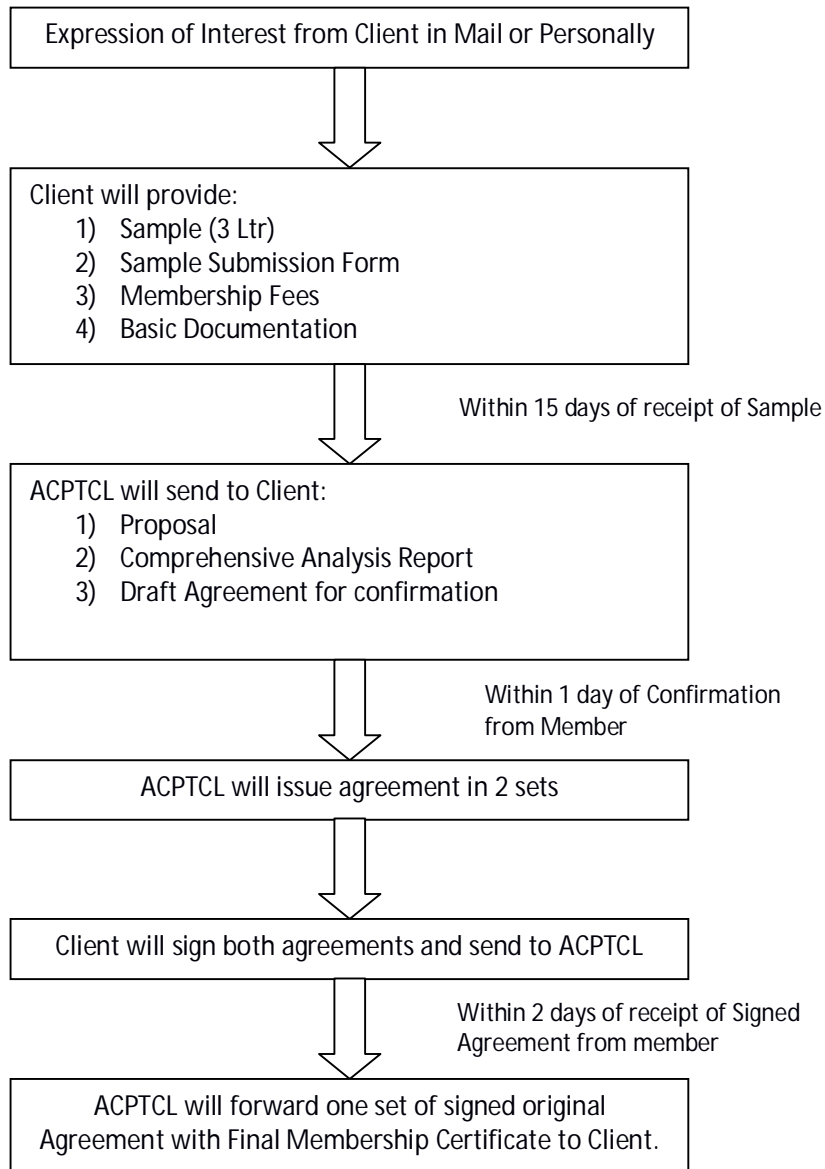 Expression of Interest from Client in Mail or Personally
Client will provide:
1) Sample (3 Ltr)
2) Sample Submission Form
3) Membership Fees
4) Basic Documentation
Within 15 days of receipt of Sample
ACPTCL will send to Client:
1) Proposal
2) Comprehensive Analysis Report
3) Draft Agreement for confirmation
Within 1 day of Confirmation
from Member
ACPTCL will issue agreement in 2 sets
Client will sign both agreements and send to ACPTCL
Within 2 days of receipt of Signed
Agreement from member
ACPTCL will forward one set of signed original
Agreement with Final Membership Certificate to Client.